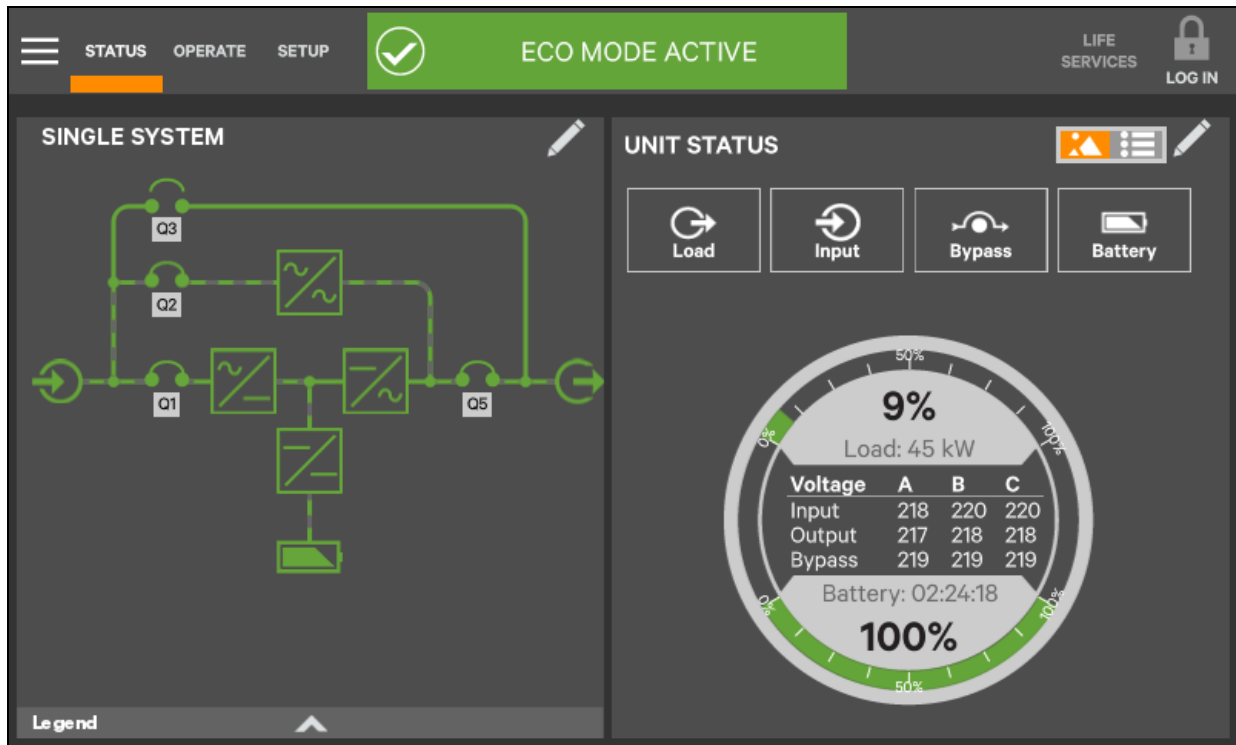 STATUS OPERATE SETUP
ECO MODE ACTIVE
LIFE
SERVICES
LOG IN
SINGLE SYSTEM
Q3
Q2
Q1
Q5
Legend
UNIT STATUS
Load Input Bypass Battery
50%
0% 100%
9%
Load: 45 kW
Voltage A B C
Input 218 220 220
Output 217 218 218
Bypass 219 219 219
Battery: 02:24:18
100%
0% 100%
50%